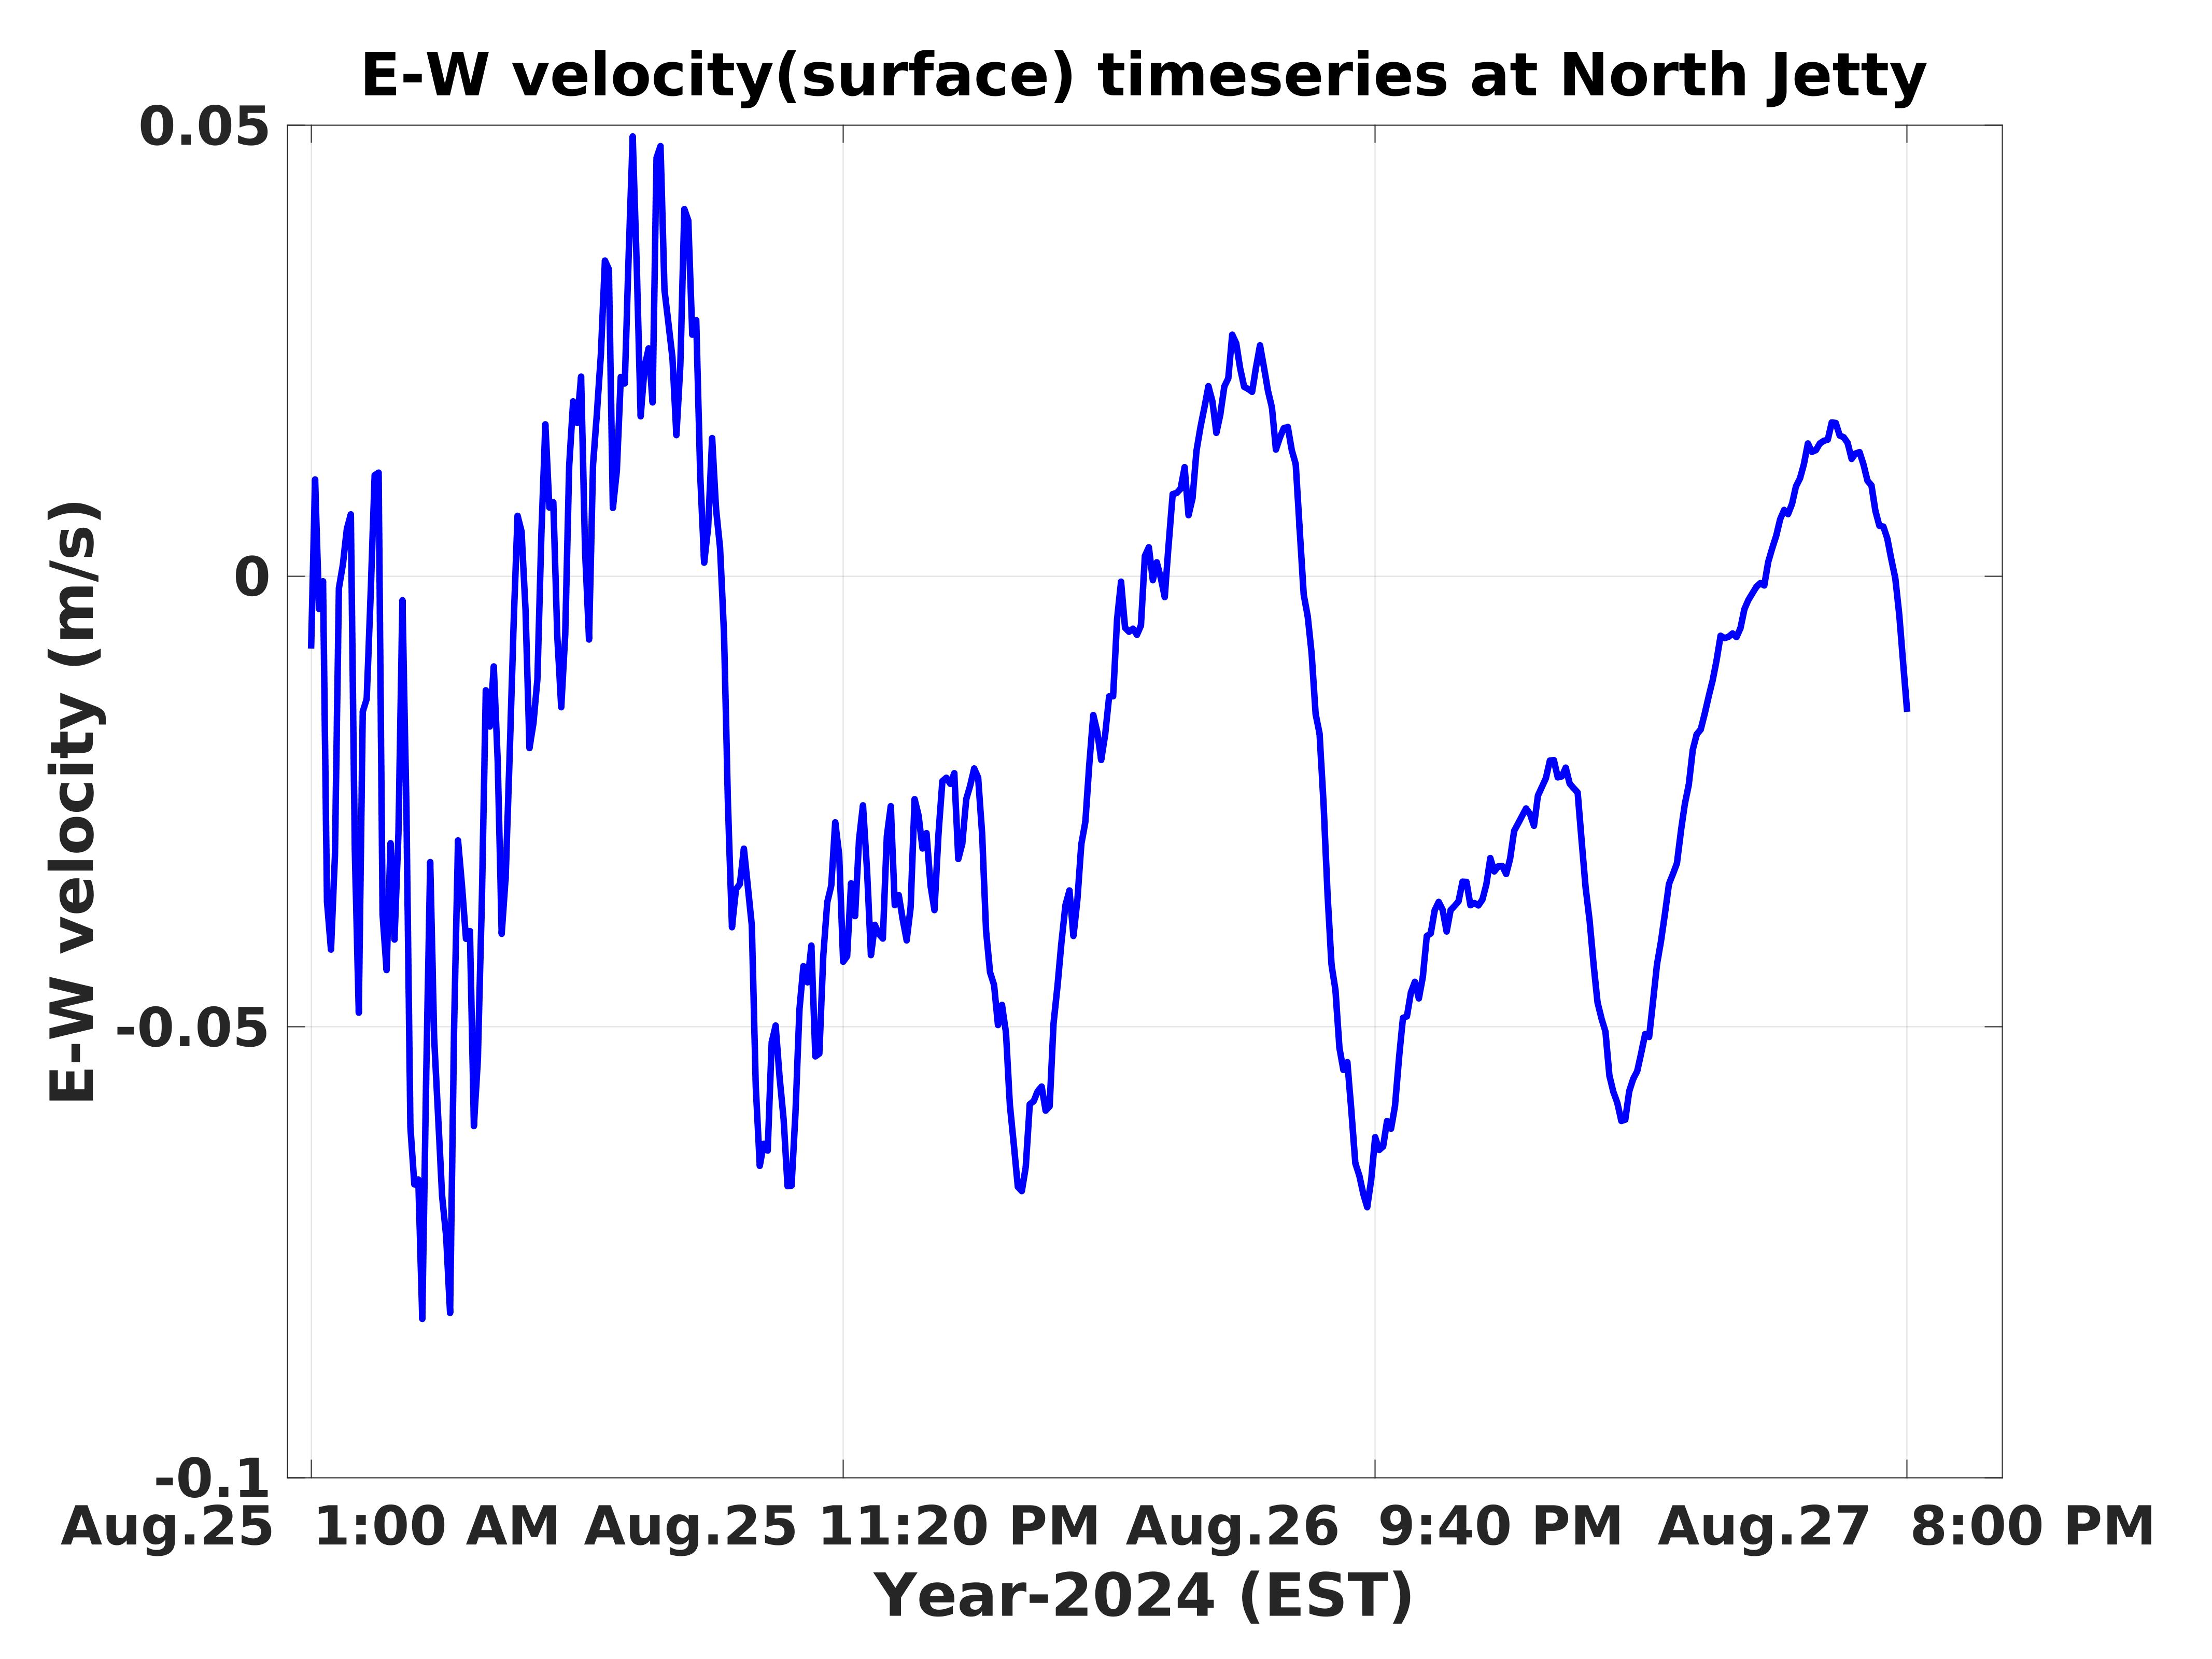 E-W velocity(surface) timeseries at North Jetty
0.05
0
-0.05
-0.1
E-W velocity (m/s)
Aug.25 1:00 AM Aug.25 11:20 PM Aug.26 9:40 PM Aug.27 8:00 PM
Year-2024 (EST)